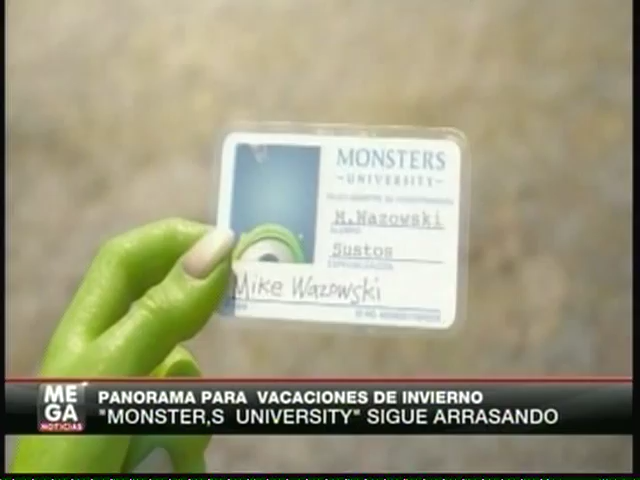 MONSTERS
-UNIVERSITY-
M.Wazowski
Sustos
Mike Wazowski
MEGA
NOTICIAS
PANORAMA PARA VACACIONES DE INVIERNO
"MONSTER,S UNIVERSITY" SIGUE ARRASANDO